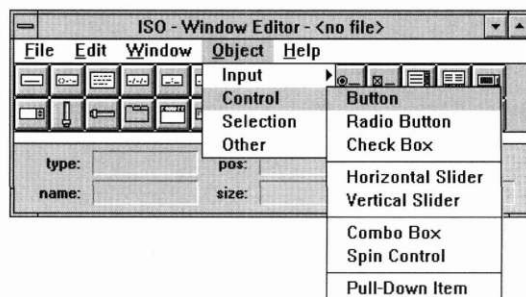 ISO - Window Editor - <no file>
File Edit Window Object Help
Input
Control
Selection
Other
Button
Radio Button
Check Box
Horizontal Slider
Vertical Slider
Combo Box
Spin Control
Pull-Down Item
type: pos:
name: size: